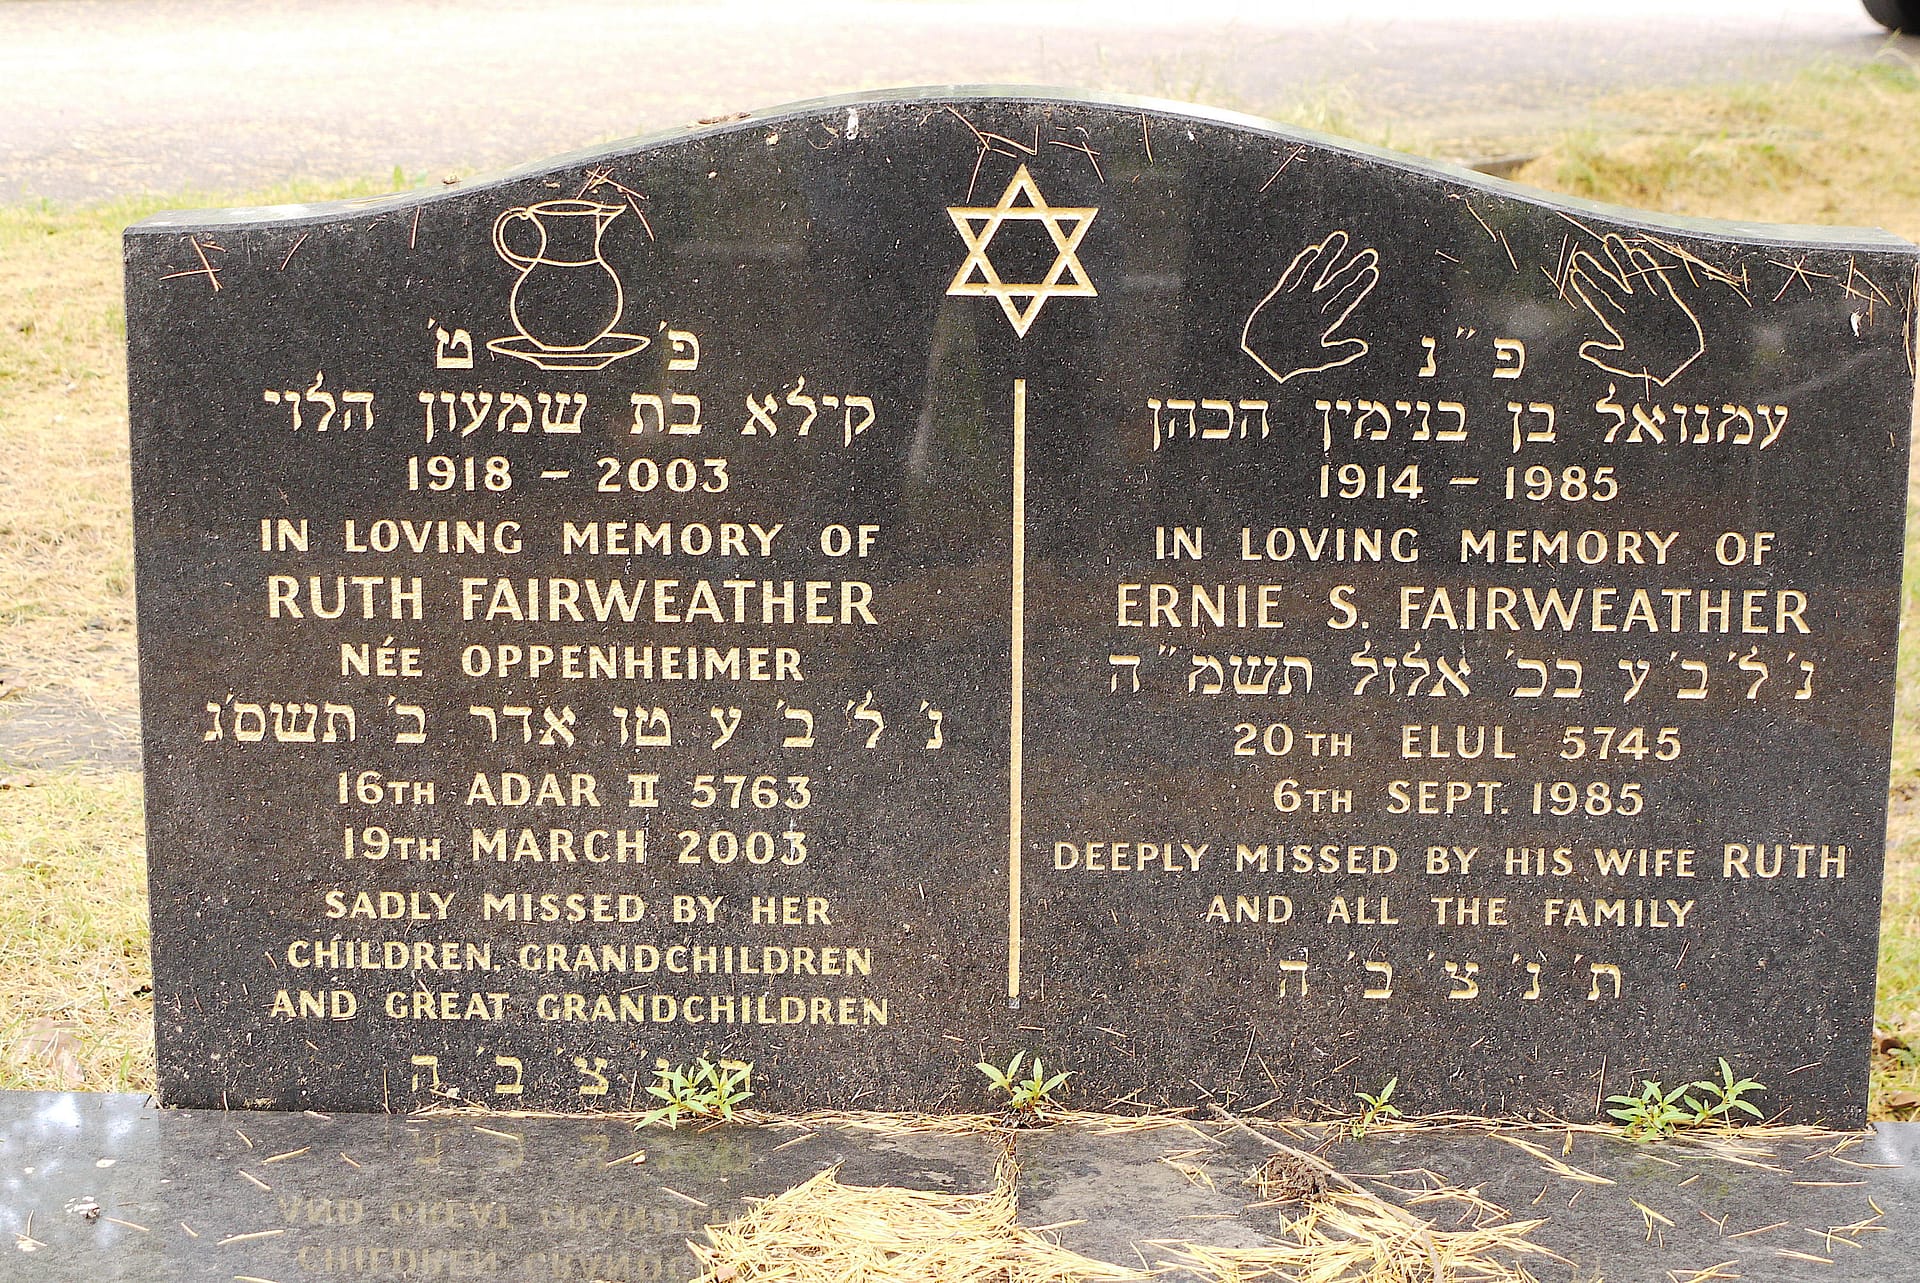 פ׳ ט׳
קילא בת שמעון הלוי
1918 – 2003
IN LOVING MEMORY OF
RUTH FAIRWEATHER
NÉE OPPENHEIMER
נ׳ ל׳ ב׳ ע טו אדר ב׳ תשס׳ג
16TH ADAR II 5763
19TH MARCH 2003
SADLY MISSED BY HER
CHILDREN, GRANDCHILDREN
AND GREAT GRANDCHILDREN
ת׳ נ׳ צ׳ ב׳ ה
פ״נ
עמנואל בן בנימין הכהן
1914 – 1985
IN LOVING MEMORY OF
ERNIE S. FAIRWEATHER
נ׳ ל׳ ב׳ ע בכ׳ אלול תשמ״ה
20TH ELUL 5745
6TH SEPT. 1985
DEEPLY MISSED BY HIS WIFE RUTH
AND ALL THE FAMILY
ת׳ נ׳ צ׳ ב׳ ה